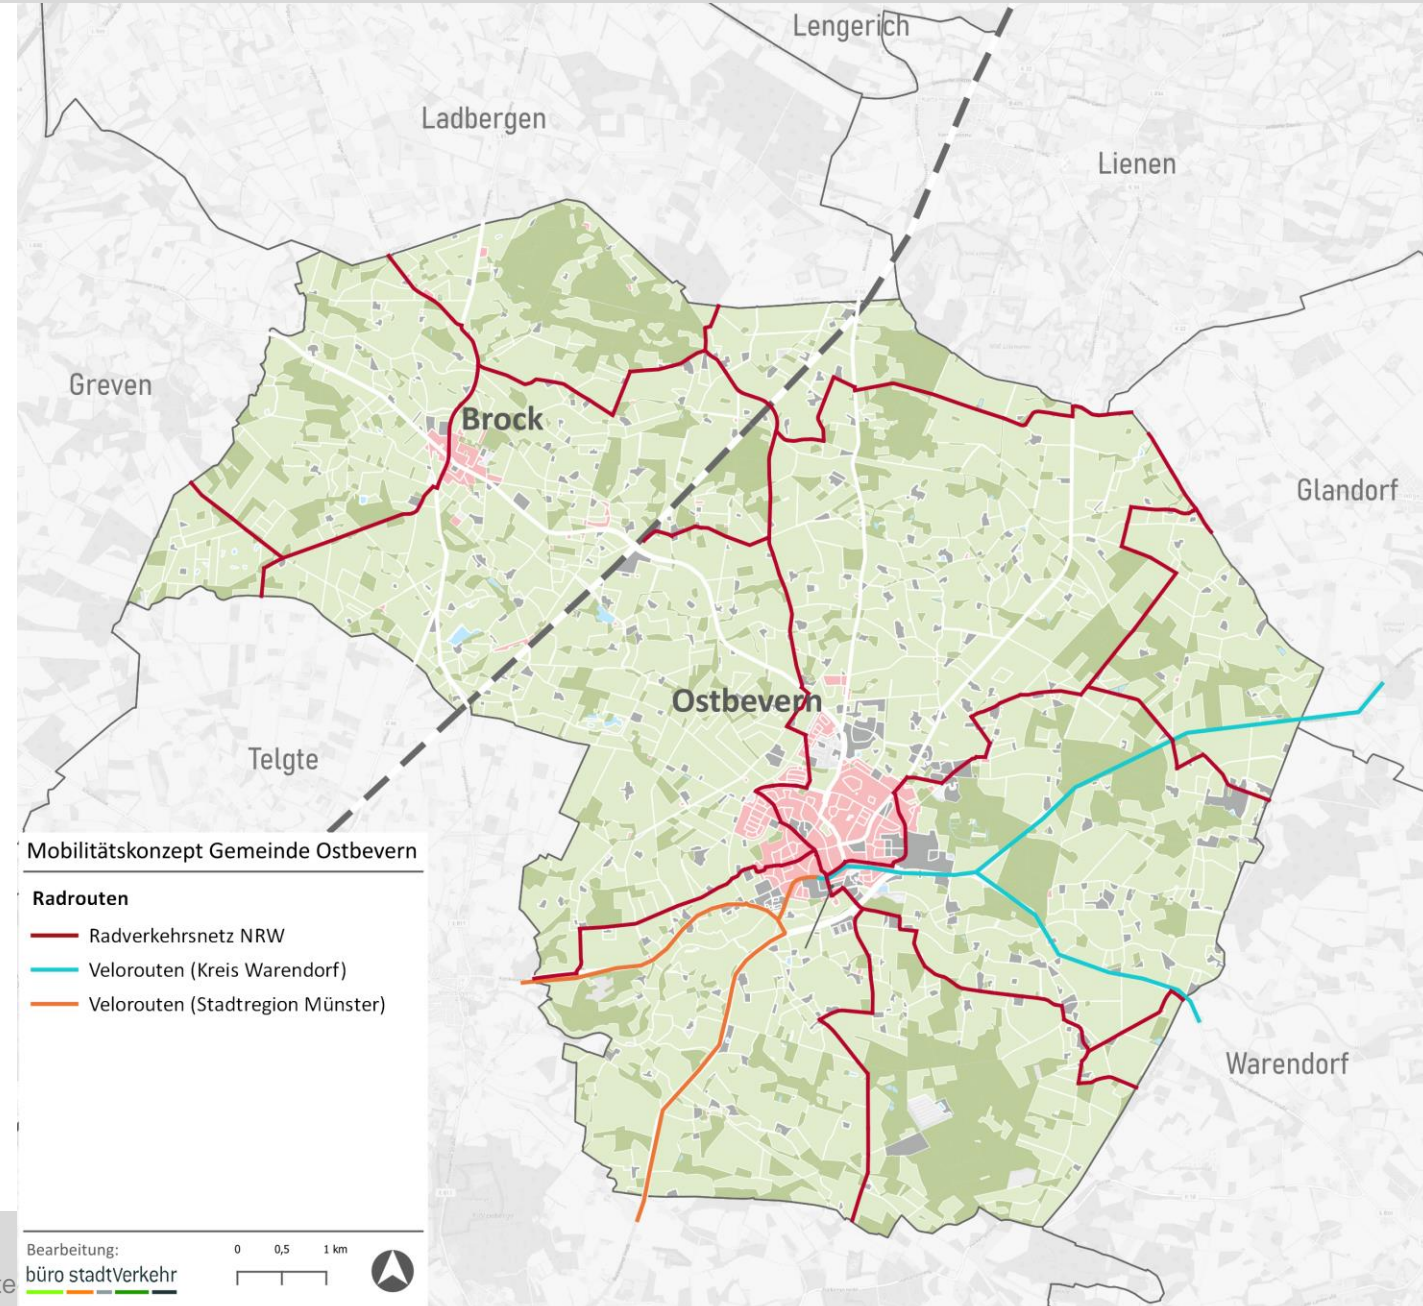 Lengerich
Ladbergen
Lienen
Greven
Brock
Glandorf
Ostbevern
Telgte
Warendorf
Mobilitätskonzept Gemeinde Ostbevern
Radrouten
Radverkehrsnetz NRW
Velorouten (Kreis Warendorf)
Velorouten (Stadtregion Münster)
Bearbeitung:
büro stadtVerkehr
0 0,5 1 km